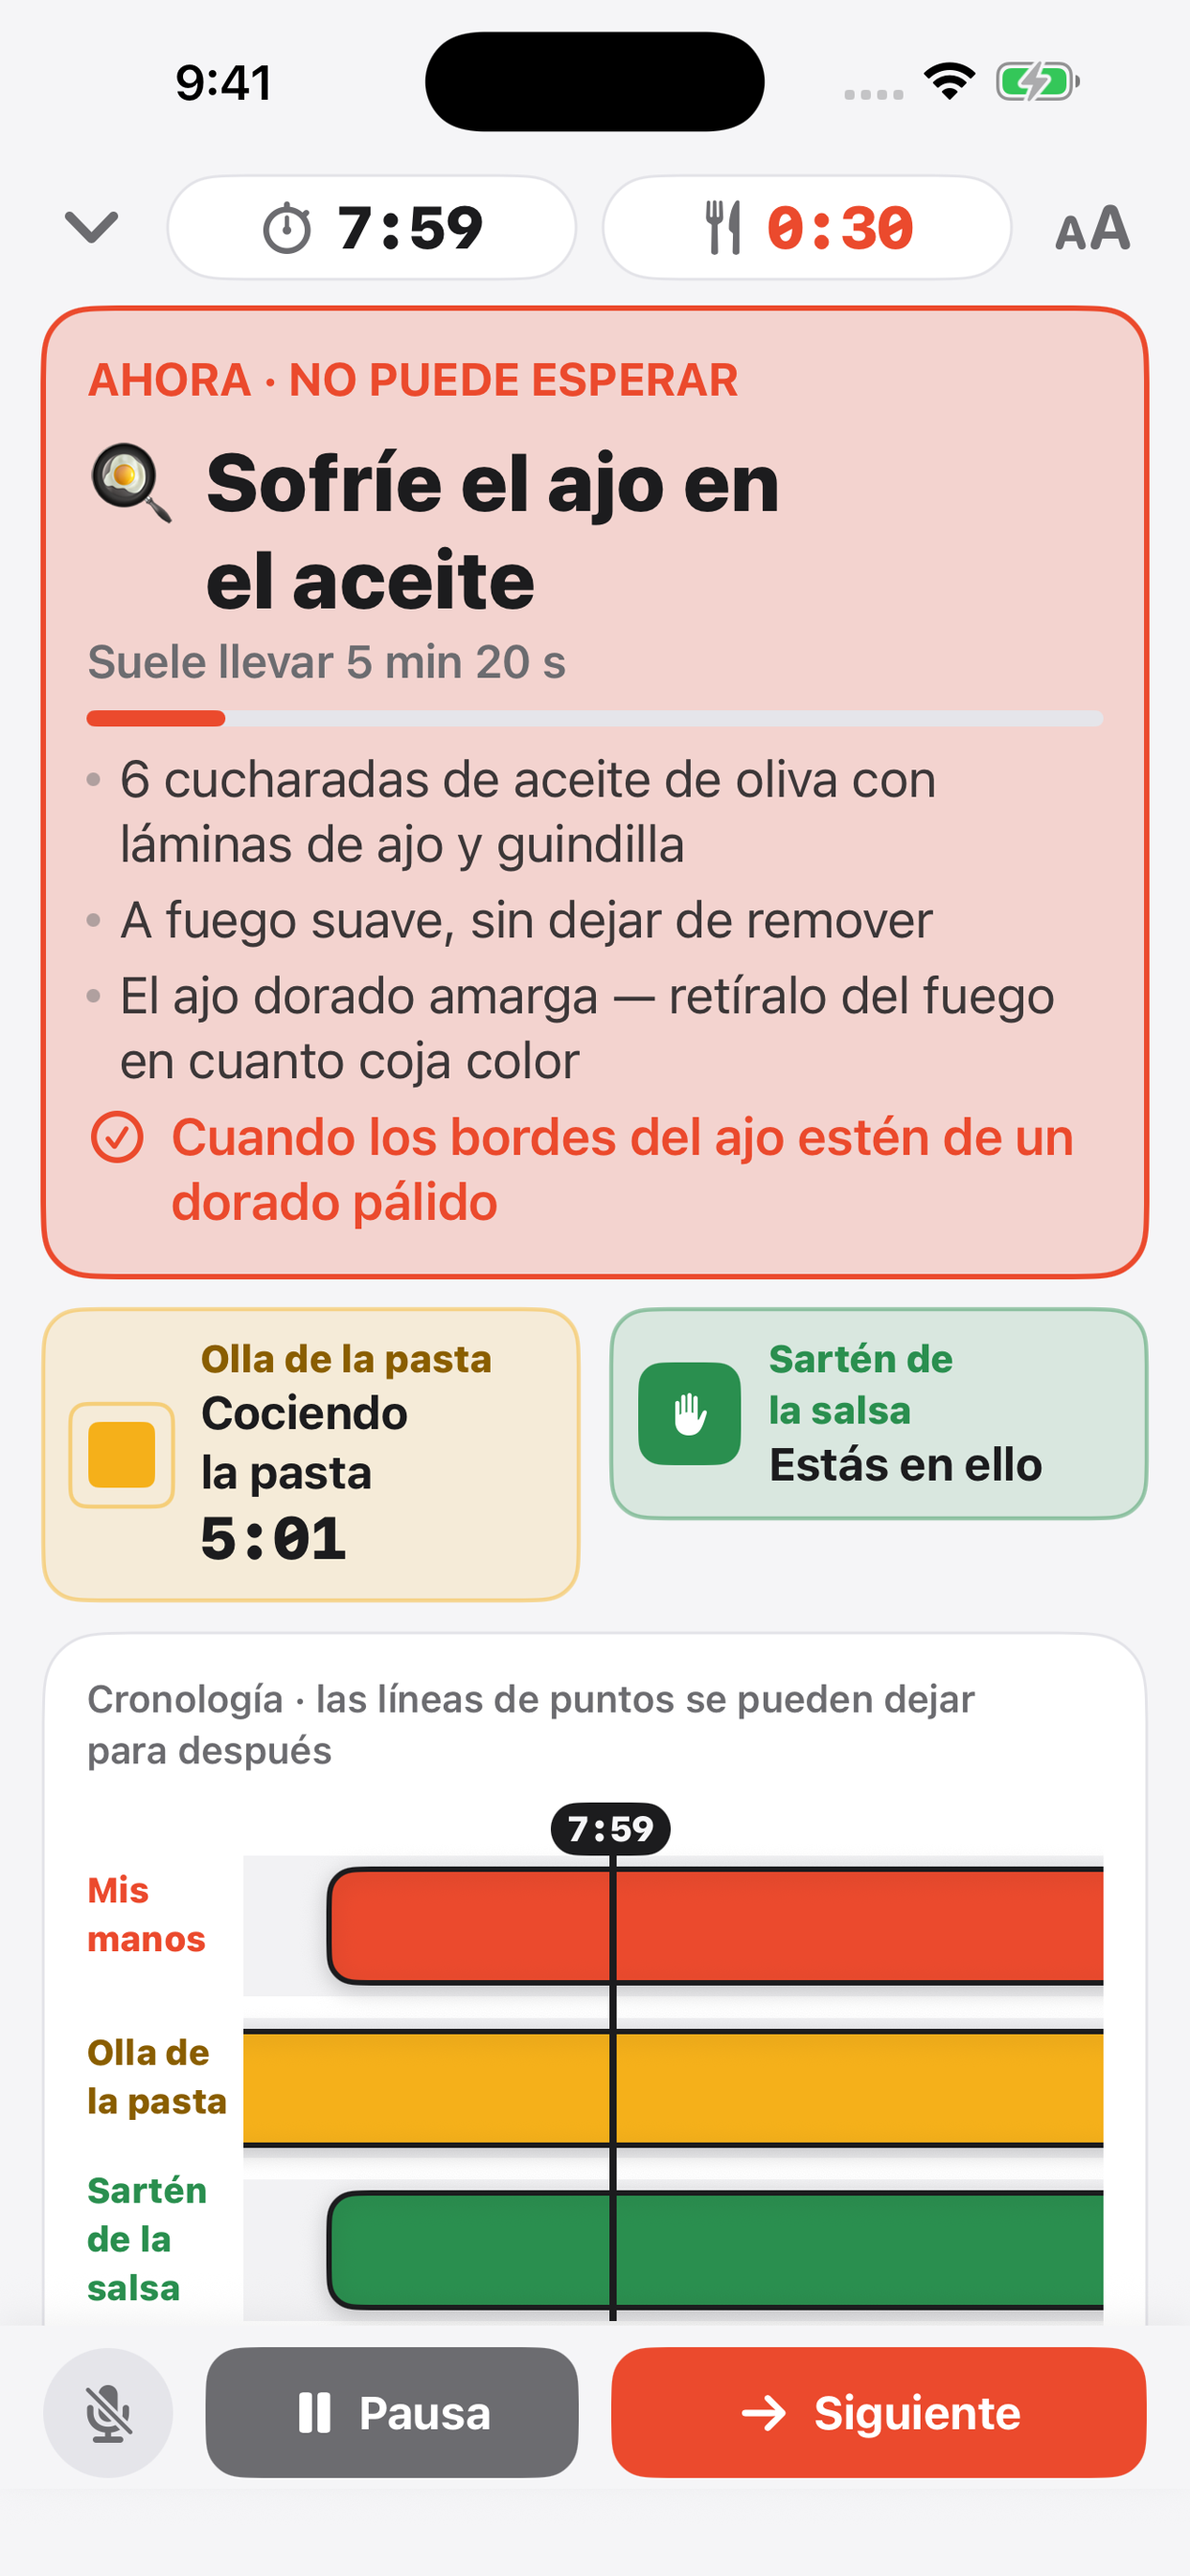 9:41
7:59
0:30
AA
AHORA · NO PUEDE ESPERAR
Sofríe el ajo en
el aceite
Suele llevar 5 min 20 s
• 6 cucharadas de aceite de oliva con
láminas de ajo y guindilla
• A fuego suave, sin dejar de remover
• El ajo dorado amarga — retíralo del fuego
en cuanto coja color
Cuando los bordes del ajo estén de un
dorado pálido
Olla de la pasta
Cociendo
la pasta
5:01
Sartén de
la salsa
Estás en ello
Cronología · las líneas de puntos se pueden dejar
para después
7:59
Mis
manos
Olla de
la pasta
Sartén
de la
salsa
Pausa
Siguiente